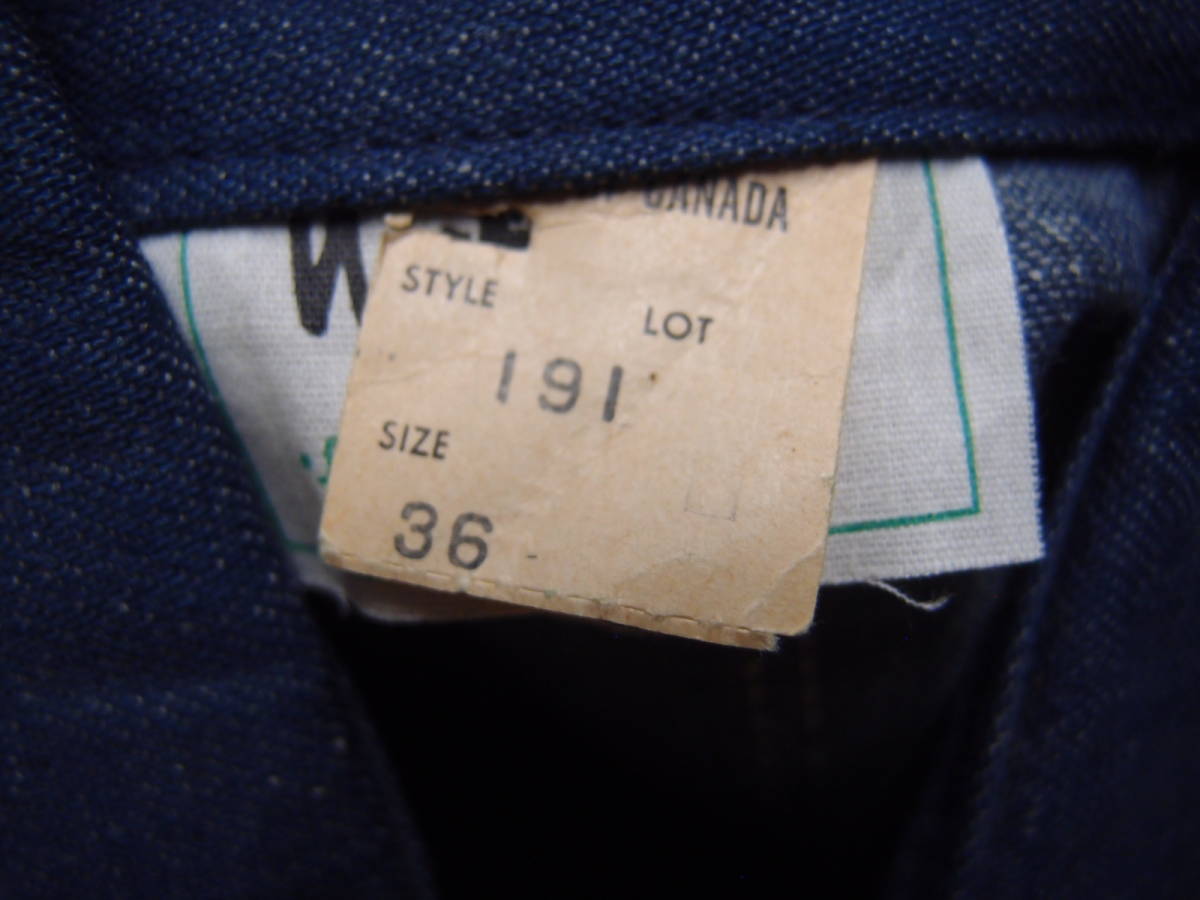 CANADA
STYLE
LOT
191
SIZE
36